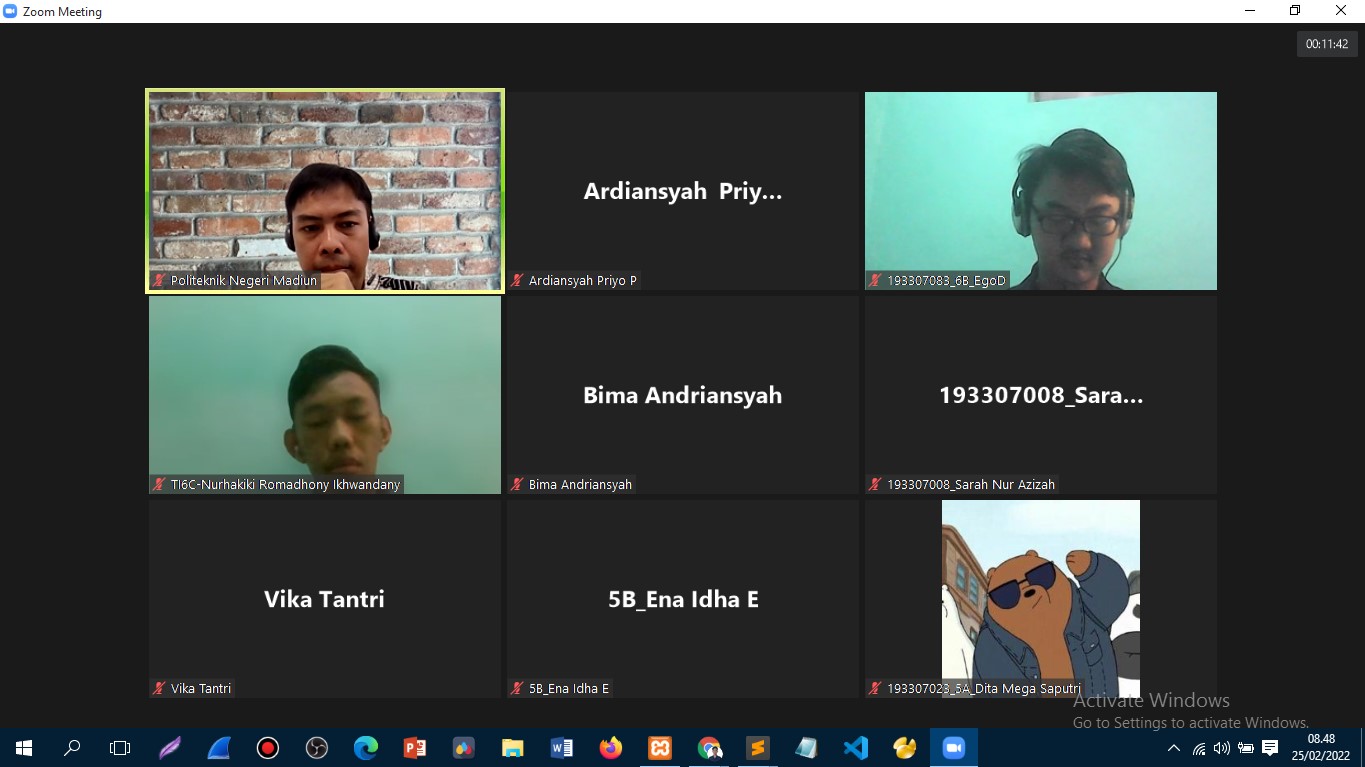 Zoom Meeting
00:11:42
Ardiansyah Priy...
Politeknik Negeri Madiun
Ardiansyah Priyo P
193307083_6B_EgoD
Bima Andriansyah
193307008_Sara...
TI6C-Nurhakiki Romadhony Ikhwandany
Bima Andriansyah
193307008_Sarah Nur Azizah
Vika Tantri
5B_Ena Idha E
Vika Tantri
5B_Ena Idha E
193307023_5A_Dita Mega Saputri
Activate Windows
Go to Settings to activate Windows.
08.48
25/02/2022